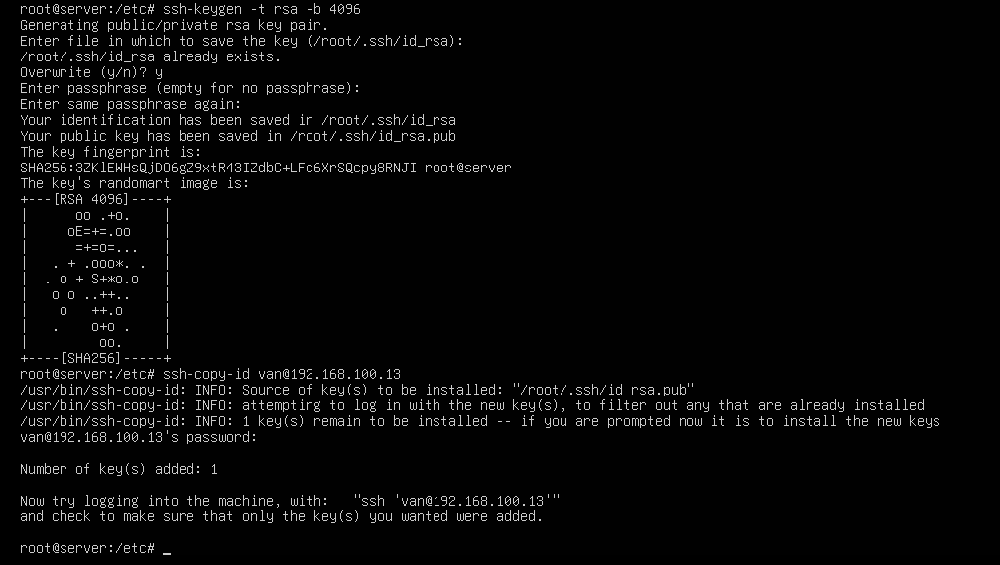 root@server:/etc# ssh-keygen -t rsa -b 4096
Generating public/private rsa key pair.
Enter file in which to save the key (/root/.ssh/id_rsa):
/root/.ssh/id_rsa already exists.
Overwrite (y/n)? y
Enter passphrase (empty for no passphrase):
Enter same passphrase again:
Your identification has been saved in /root/.ssh/id_rsa
Your public key has been saved in /root/.ssh/id_rsa.pub
The key fingerprint is:
SHA256:3ZKlEWHsQjDO6gZ9xtR43IZdbC+LFq6XrSQcpy8RNJI root@server
The key's randomart image is:
+---[RSA 4096]----+
|      oo .+o.    |
|     oE=+=.oo    |
|      =+=o=...   |
|   . + .ooo*. .  |
|  . o + S+*o.o   |
|   o o ..++..    |
|    o   ++.o     |
|   .    o+o .    |
|         oo.     |
+----[SHA256]-----+
root@server:/etc# ssh-copy-id van@192.168.100.13
/usr/bin/ssh-copy-id: INFO: Source of key(s) to be installed: "/root/.ssh/id_rsa.pub"
/usr/bin/ssh-copy-id: INFO: attempting to log in with the new key(s), to filter out any that are already installed
/usr/bin/ssh-copy-id: INFO: 1 key(s) remain to be installed -- if you are prompted now it is to install the new keys
van@192.168.100.13's password:
Number of key(s) added: 1
Now try logging into the machine, with:   "ssh 'van@192.168.100.13'"
and check to make sure that only the key(s) you wanted were added.
root@server:/etc# _